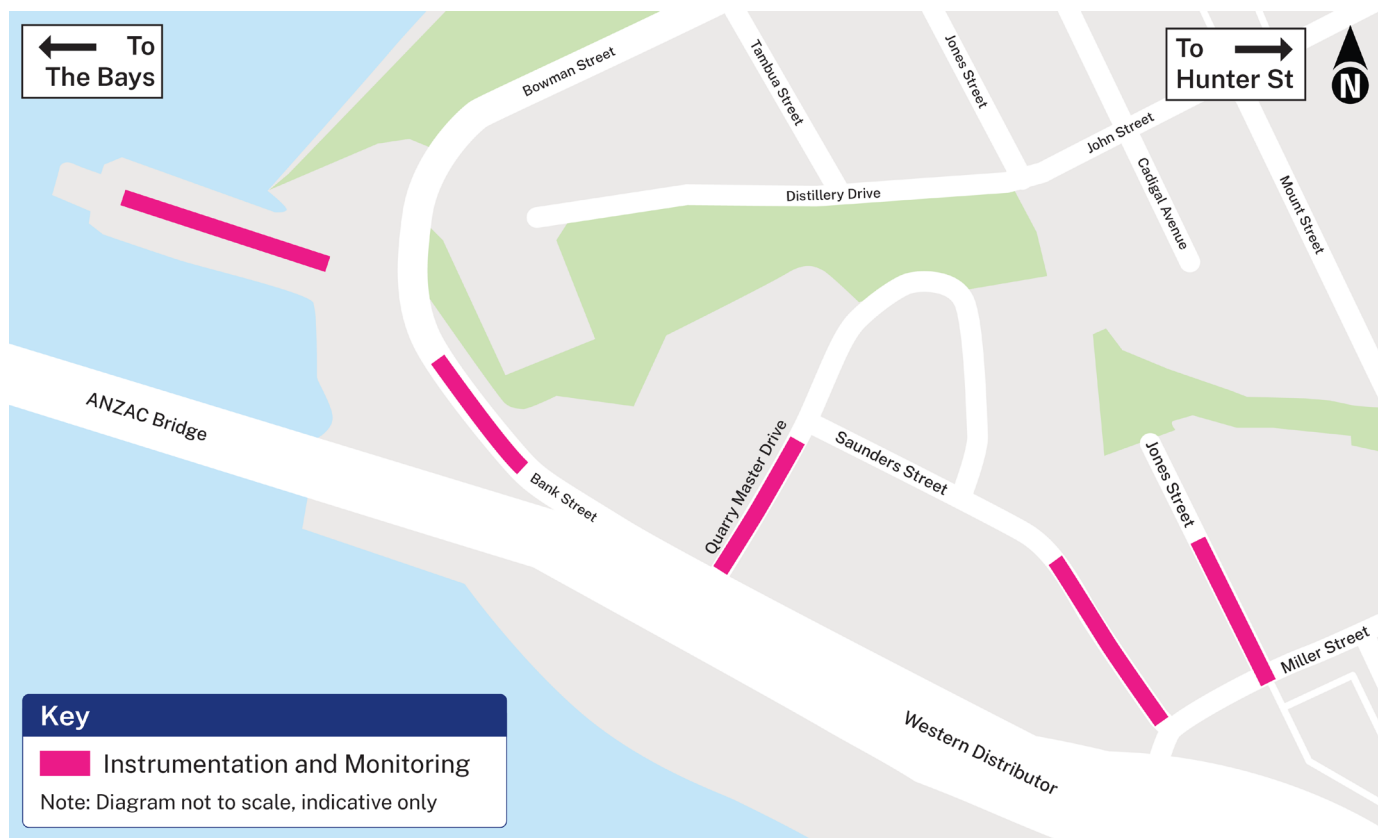 To
The Bays
To
Hunter St
N
Bowman Street
Tambua Street
Jones Street
John Street
Cadigal Avenue
Mount Street
Distillery Drive
ANZAC Bridge
Bank Street
Quarry Master Drive
Saunders Street
Jones Street
Miller Street
Western Distributor
Key
Instrumentation and Monitoring
Note: Diagram not to scale, indicative only